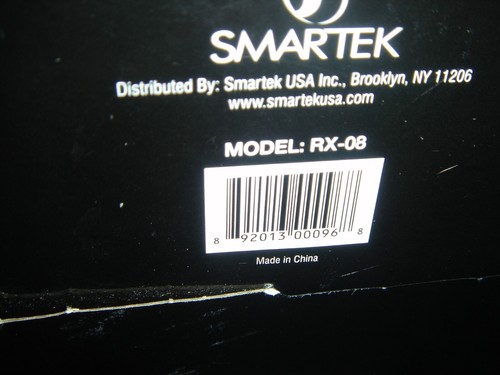 SMARTEK
Distributed By: Smartek USA Inc., Brooklyn, NY 11206
www.smartekusa.com
MODEL: RX-08
8 92013 00096 8
Made in China